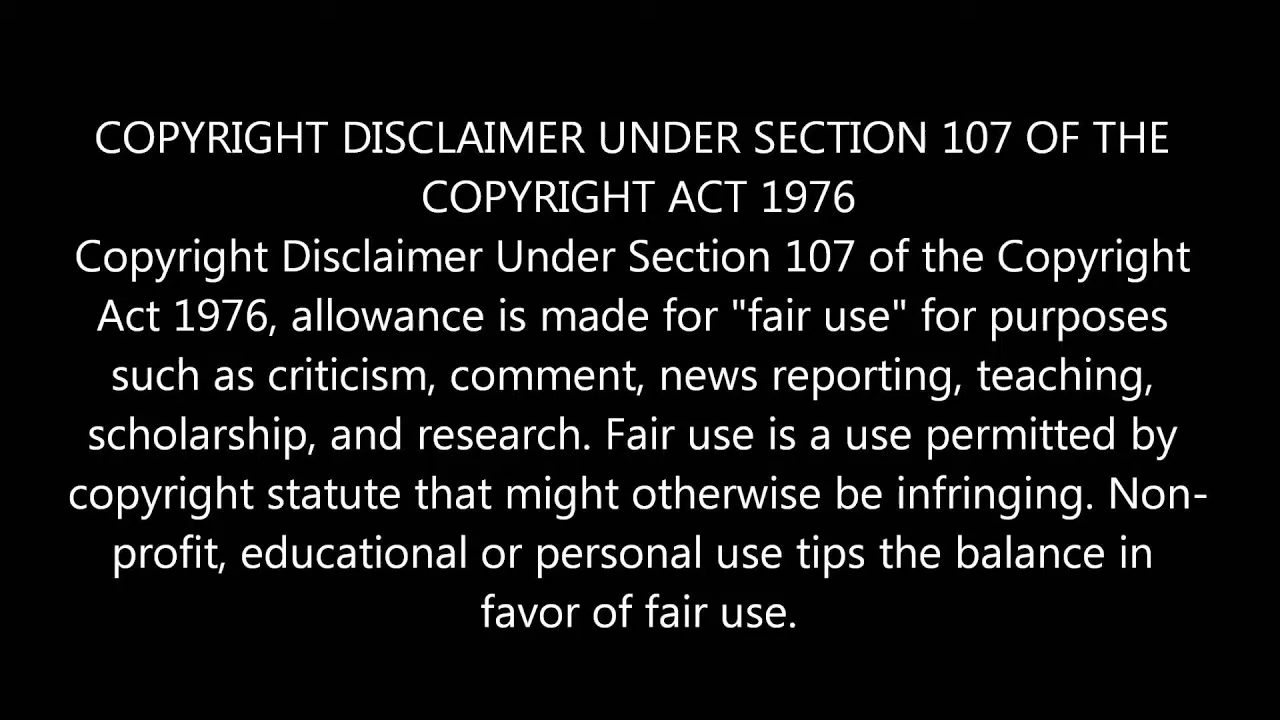 COPYRIGHT DISCLAIMER UNDER SECTION 107 OF THE
COPYRIGHT ACT 1976
Copyright Disclaimer Under Section 107 of the Copyright
Act 1976, allowance is made for "fair use" for purposes
such as criticism, comment, news reporting, teaching,
scholarship, and research. Fair use is a use permitted by
copyright statute that might otherwise be infringing. Non-
profit, educational or personal use tips the balance in
favor of fair use.